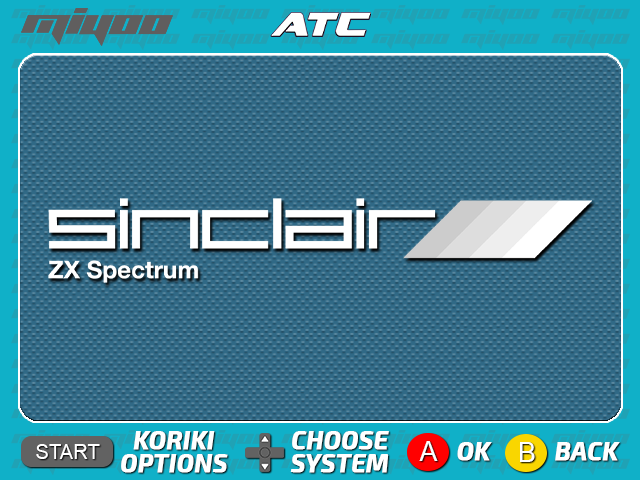 miyoo
ATC
sinclair
ZX Spectrum
START
KORIKI
OPTIONS
CHOOSE
SYSTEM
A
OK
B
BACK